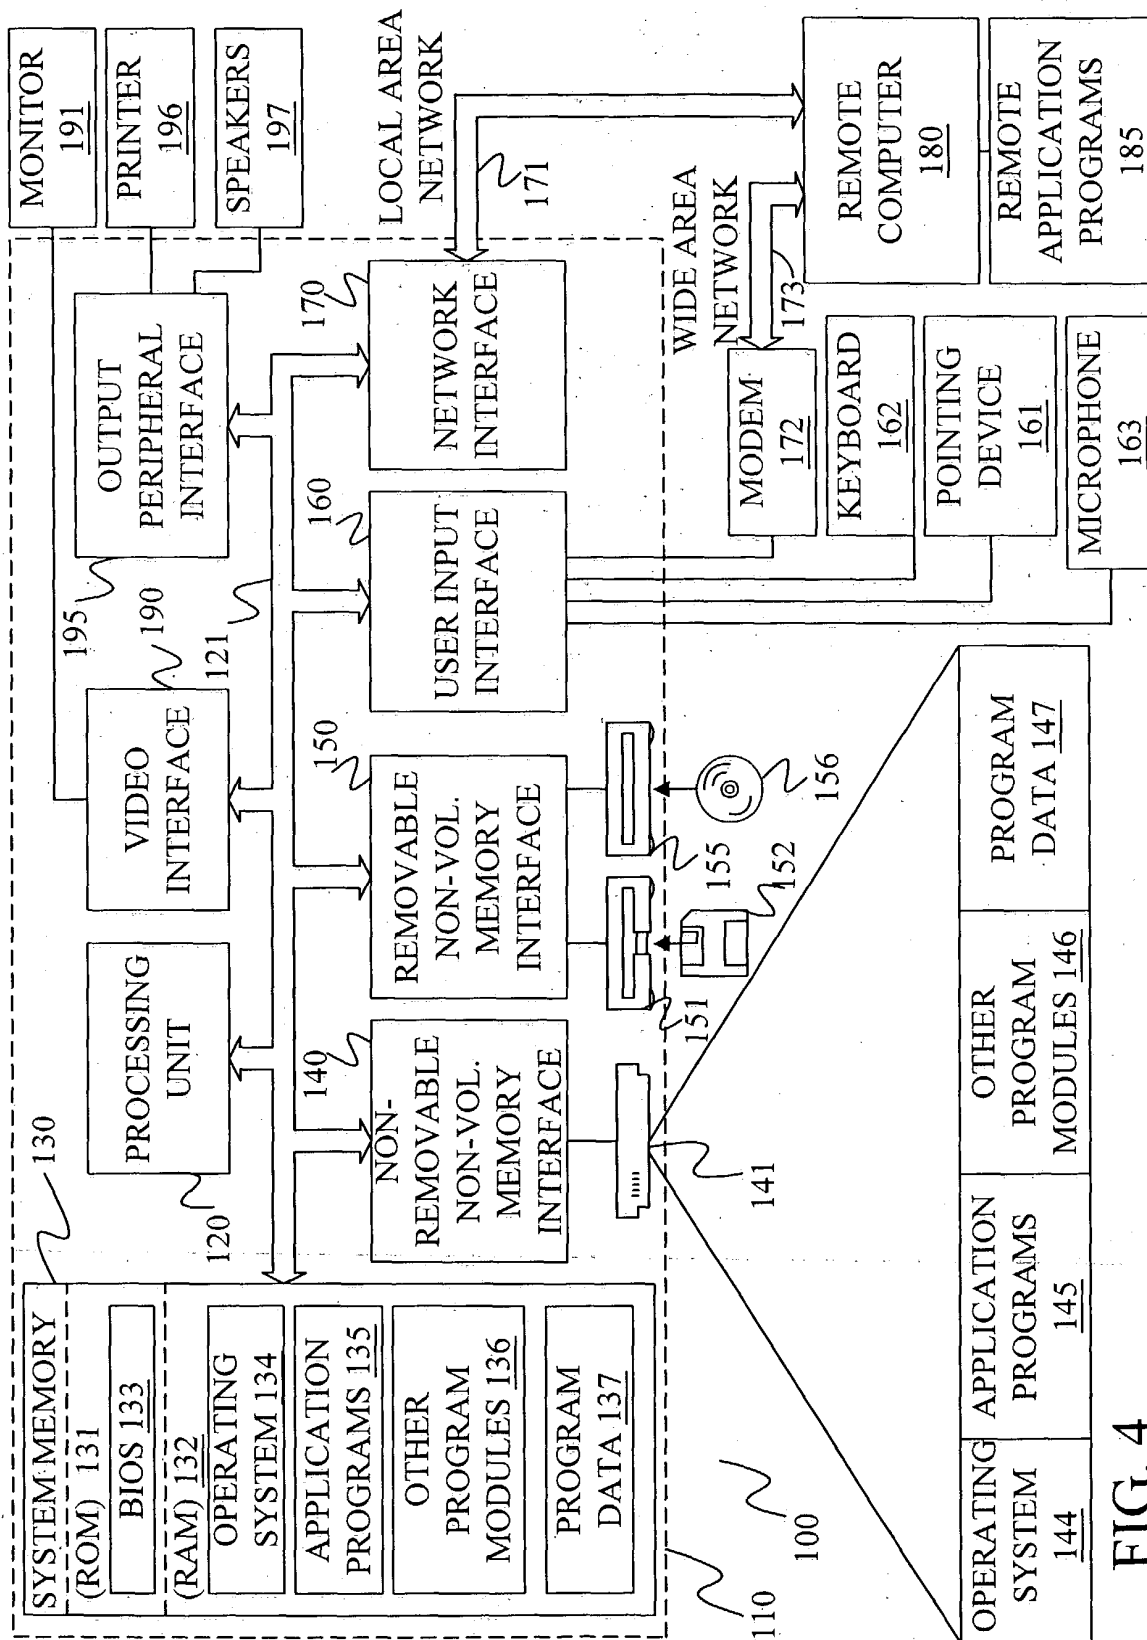 SYSTEM MEMORY
(ROM) 131
BIOS 133
(RAM) 132
OPERATING
SYSTEM 134
APPLICATION
PROGRAMS 135
OTHER
PROGRAM
MODULES 136
PROGRAM
DATA 137
130
120
PROCESSING
UNIT
VIDEO
INTERFACE
190
121
195
OUTPUT
PERIPHERAL
INTERFACE
MONITOR
191
PRINTER
196
SPEAKERS
197
140
NON-
REMOVABLE
NON-VOL.
MEMORY
INTERFACE
150
REMOVABLE
NON-VOL.
MEMORY
INTERFACE
160
USER INPUT
INTERFACE
170
NETWORK
INTERFACE
LOCAL AREA
NETWORK
171
141
151
152
155
156
WIDE AREA
NETWORK
173
MODEM
172
KEYBOARD
162
POINTING
DEVICE
161
MICROPHONE
163
REMOTE
COMPUTER
180
REMOTE
APPLICATION
PROGRAMS
185
110
100
OPERATING
SYSTEM
144
APPLICATION
PROGRAMS
145
OTHER
PROGRAM
MODULES 146
PROGRAM
DATA 147
FIG. 4